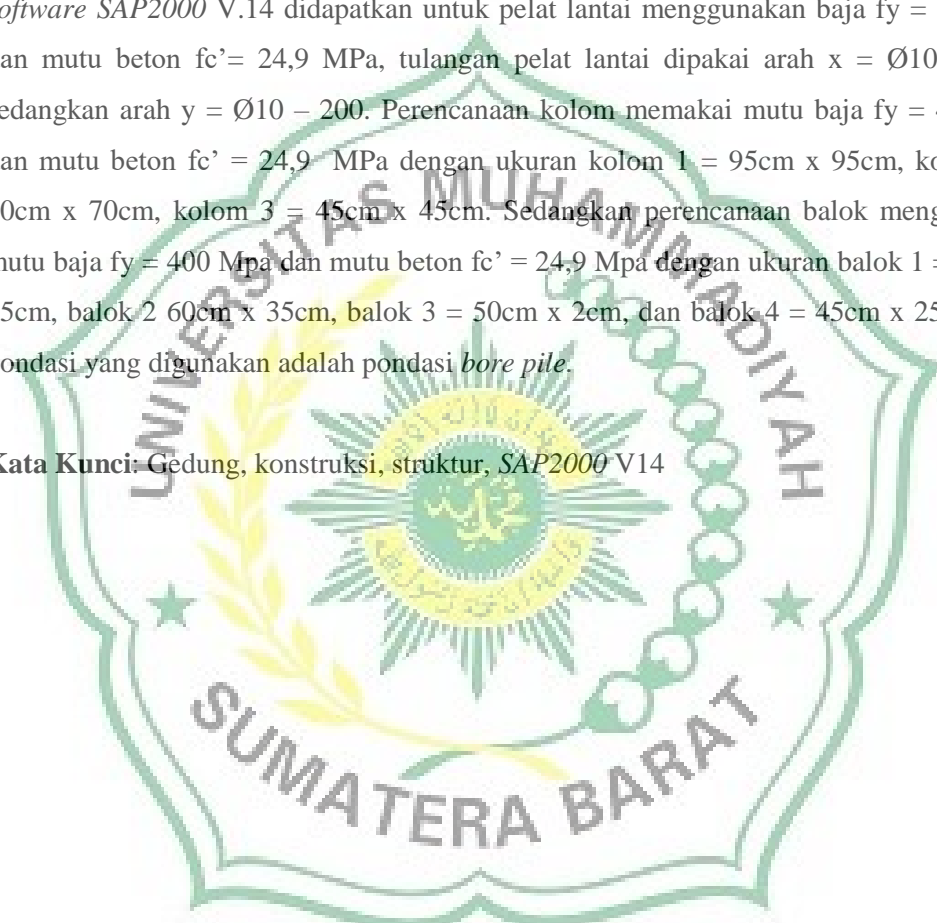 oftware SAP2000 V.14 didapatkan untuk pelat lantai menggunakan baja fy =
an mutu beton fc’= 24,9 MPa, tulangan pelat lantai dipakai arah x = Ø10
edangkan arah y = Ø10 – 200. Perencanaan kolom memakai mutu baja fy =
an mutu beton fc’ = 24,9 MPa dengan ukuran kolom 1 = 95cm x 95cm, ko
0cm x 70cm, kolom 3 = 45cm x 45cm. Sedangkan perencanaan balok meng
utu baja fy = 400 Mpa dan mutu beton fc’ = 24,9 Mpa dengan ukuran balok 1 =
5cm, balok 2 60cm x 35cm, balok 3 = 50cm x 2cm, dan balok 4 = 45cm x 25
ondasi yang digunakan adalah pondasi bore pile.
Kata Kunci: Gedung, konstruksi, struktur, SAP2000 V14
UNIVERSITAS MUHAMMADIYAH
SUMATERA BARAT